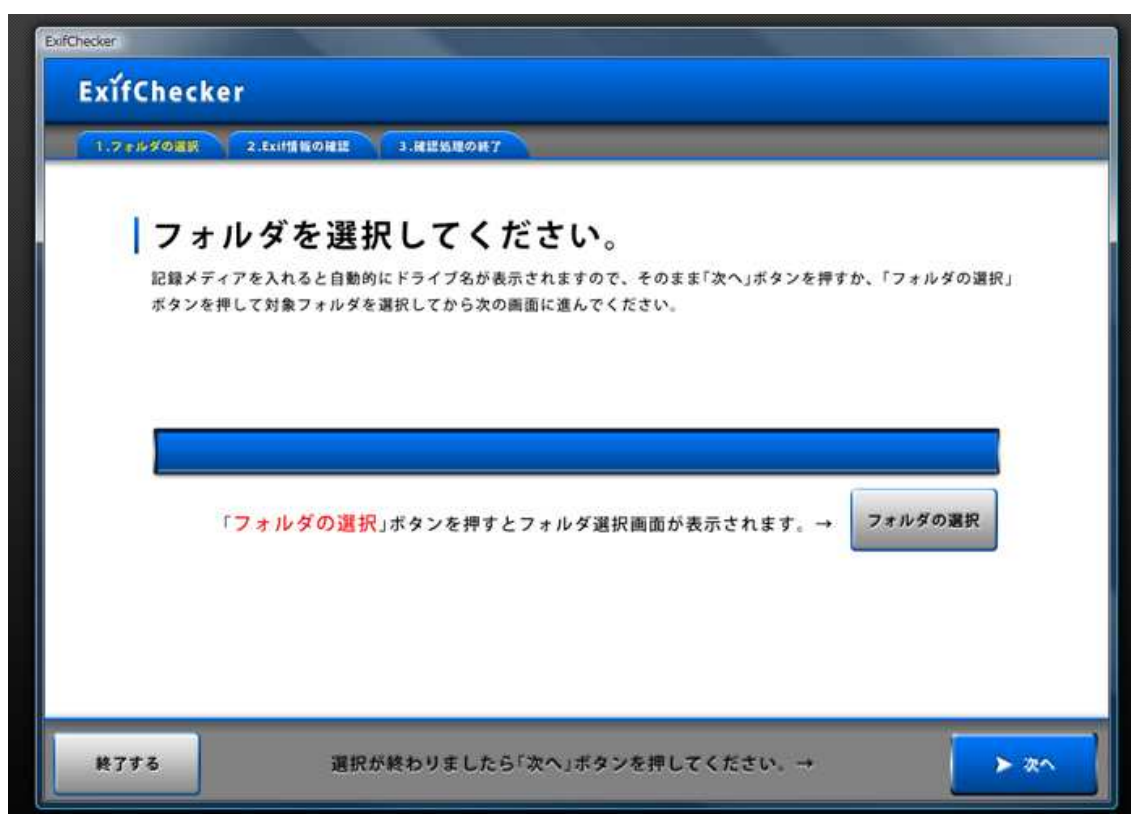 ExifChecker
ExifChecker
1.フォルダの選択 2.Exif情報の確認 3.確認処理の終了
フォルダを選択してください。
記録メディアを入れると自動的にドライブ名が表示されますので、そのまま「次へ」ボタンを押すか、「フォルダの選択」
ボタンを押して対象フォルダを選択してから次の画面に進んでください。
「フォルダの選択」ボタンを押すとフォルダ選択画面が表示されます。→ フォルダの選択
終了する 選択が終わりましたら「次へ」ボタンを押してください。→ ➤ 次へ